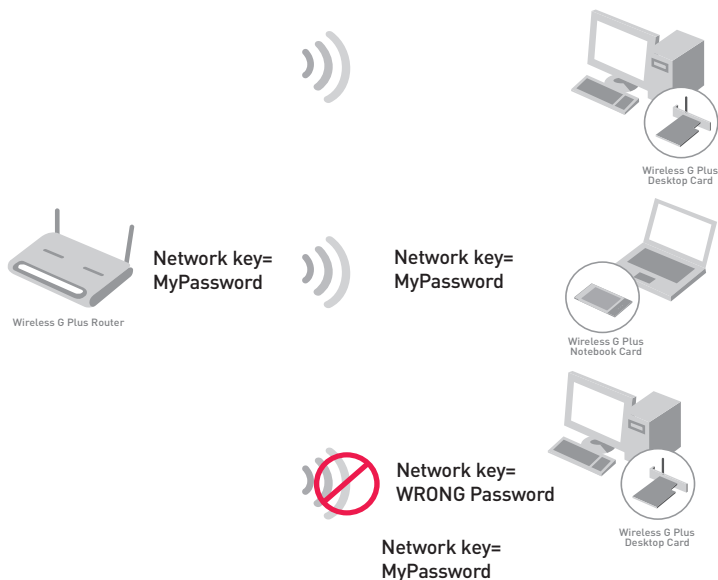 Wireless G Plus
Desktop Card
Network key=
MyPassword
Wireless G Plus Router
Network key=
MyPassword
Wireless G Plus
Notebook Card
Network key=
WRONG Password
Wireless G Plus
Desktop Card
Network key=
MyPassword